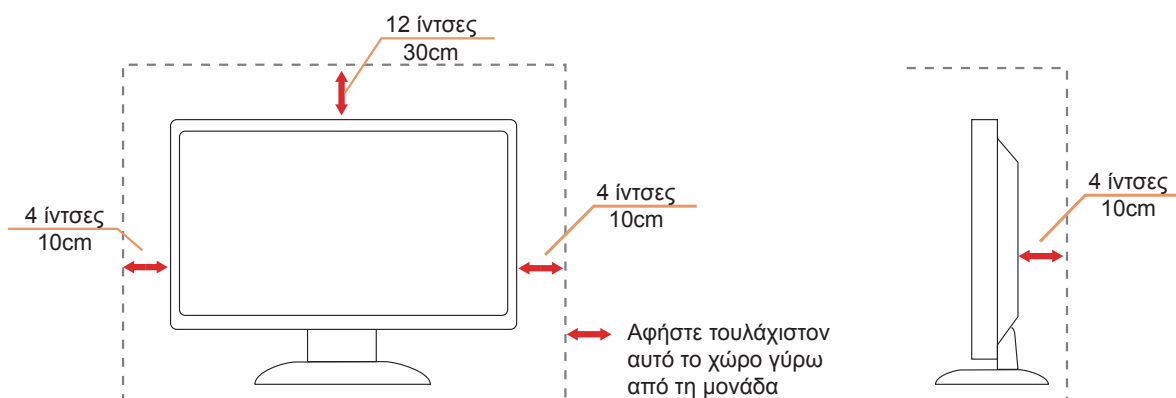 12 ίντσες
30cm
4 ίντσες
10cm
4 ίντσες
10cm
4 ίντσες
10cm
Αφήστε τουλάχιστον
αυτό το χώρο γύρω
από τη μονάδα